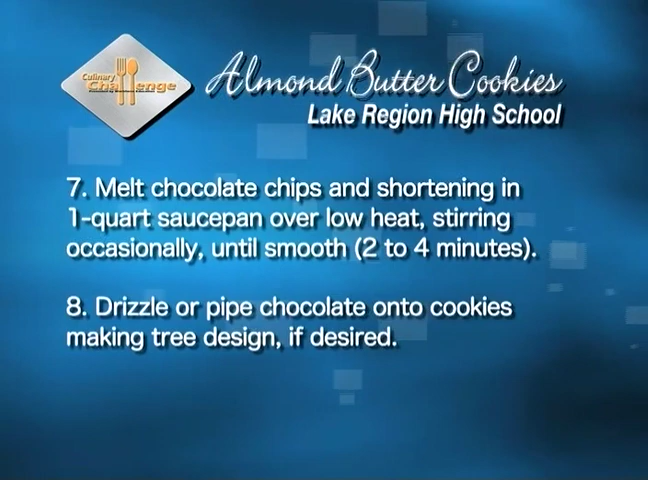 Culinary
Challenge
Almond Butter Cookies
Lake Region High School
7. Melt chocolate chips and shortening in
1-quart saucepan over low heat, stirring
occasionally, until smooth (2 to 4 minutes).
8. Drizzle or pipe chocolate onto cookies
making tree design, if desired.